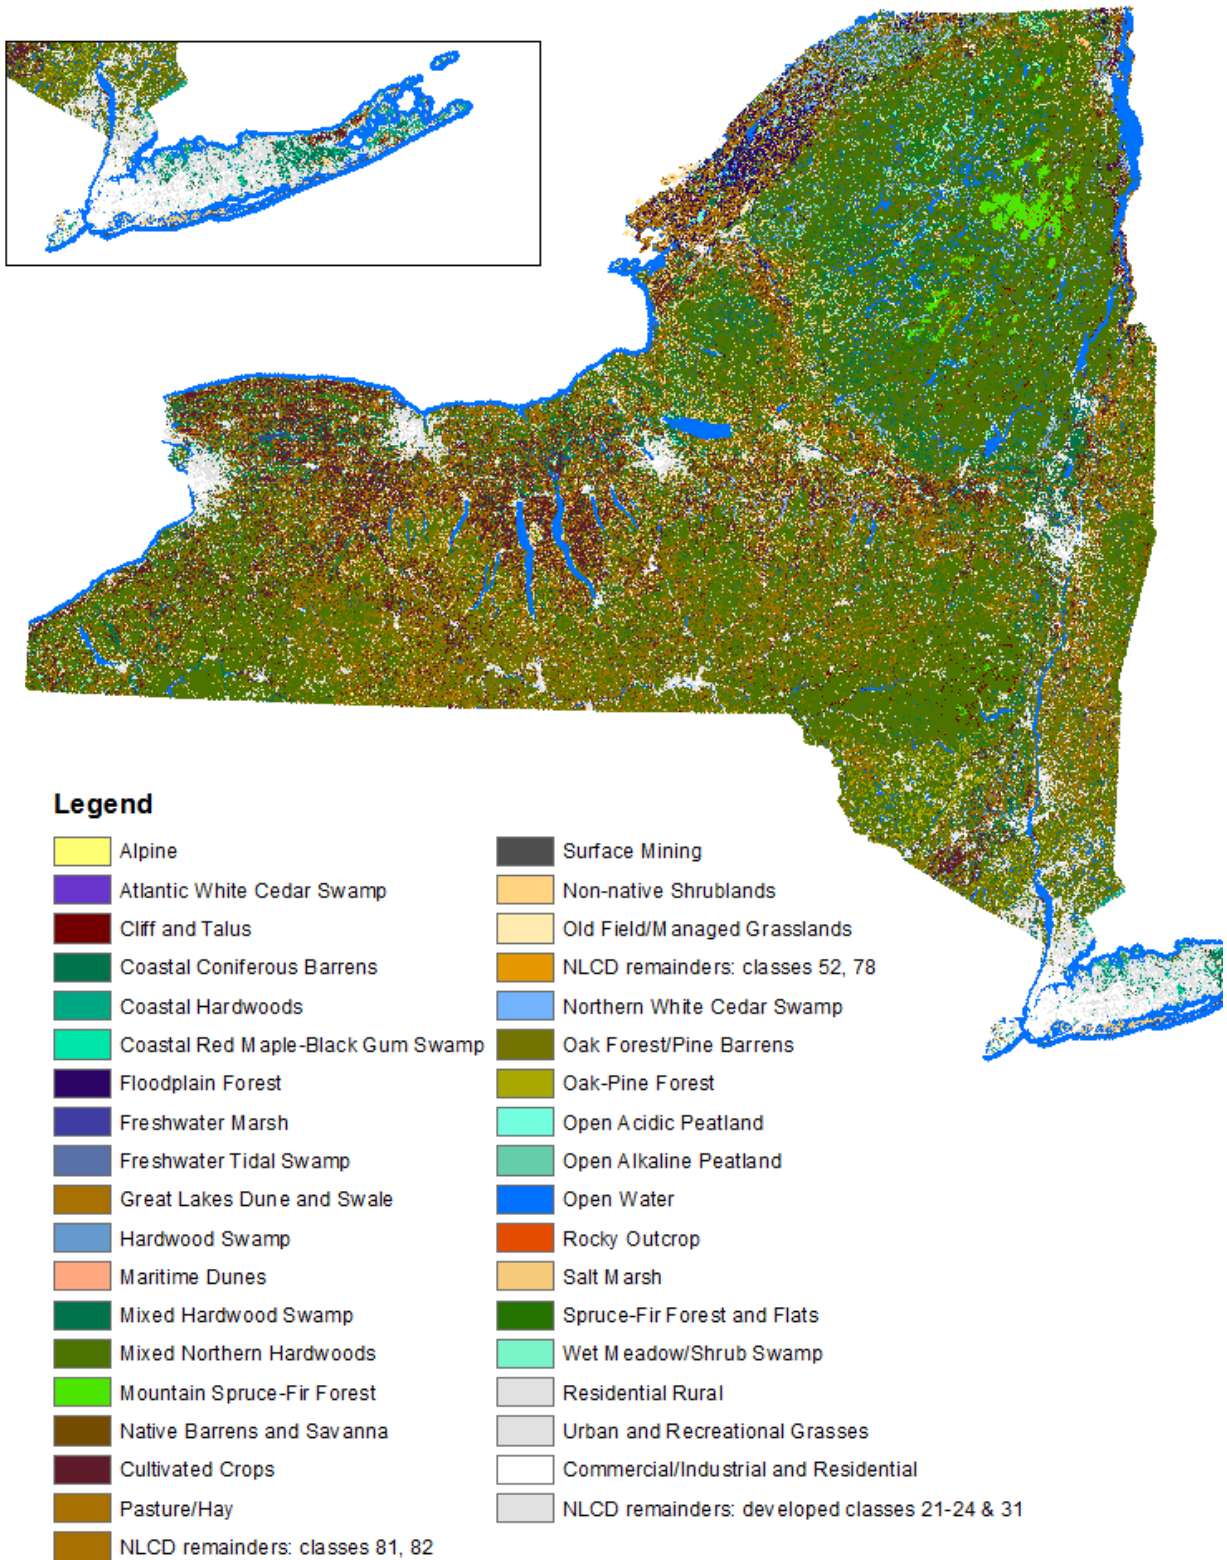 Legend
Alpine
Atlantic White Cedar Swamp
Cliff and Talus
Coastal Coniferous Barrens
Coastal Hardwoods
Coastal Red Maple-Black Gum Swamp
Floodplain Forest
Freshwater Marsh
Freshwater Tidal Swamp
Great Lakes Dune and Swale
Hardwood Swamp
Maritime Dunes
Mixed Hardwood Swamp
Mixed Northern Hardwoods
Mountain Spruce-Fir Forest
Native Barrens and Savanna
Cultivated Crops
Pasture/Hay
NLCD remainders: classes 81, 82
Surface Mining
Non-native Shrublands
Old Field/Managed Grasslands
NLCD remainders: classes 52, 78
Northern White Cedar Swamp
Oak Forest/Pine Barrens
Oak-Pine Forest
Open Acidic Peatland
Open Alkaline Peatland
Open Water
Rocky Outcrop
Salt Marsh
Spruce-Fir Forest and Flats
Wet Meadow/Shrub Swamp
Residential Rural
Urban and Recreational Grasses
Commercial/Industrial and Residential
NLCD remainders: developed classes 21-24 & 31